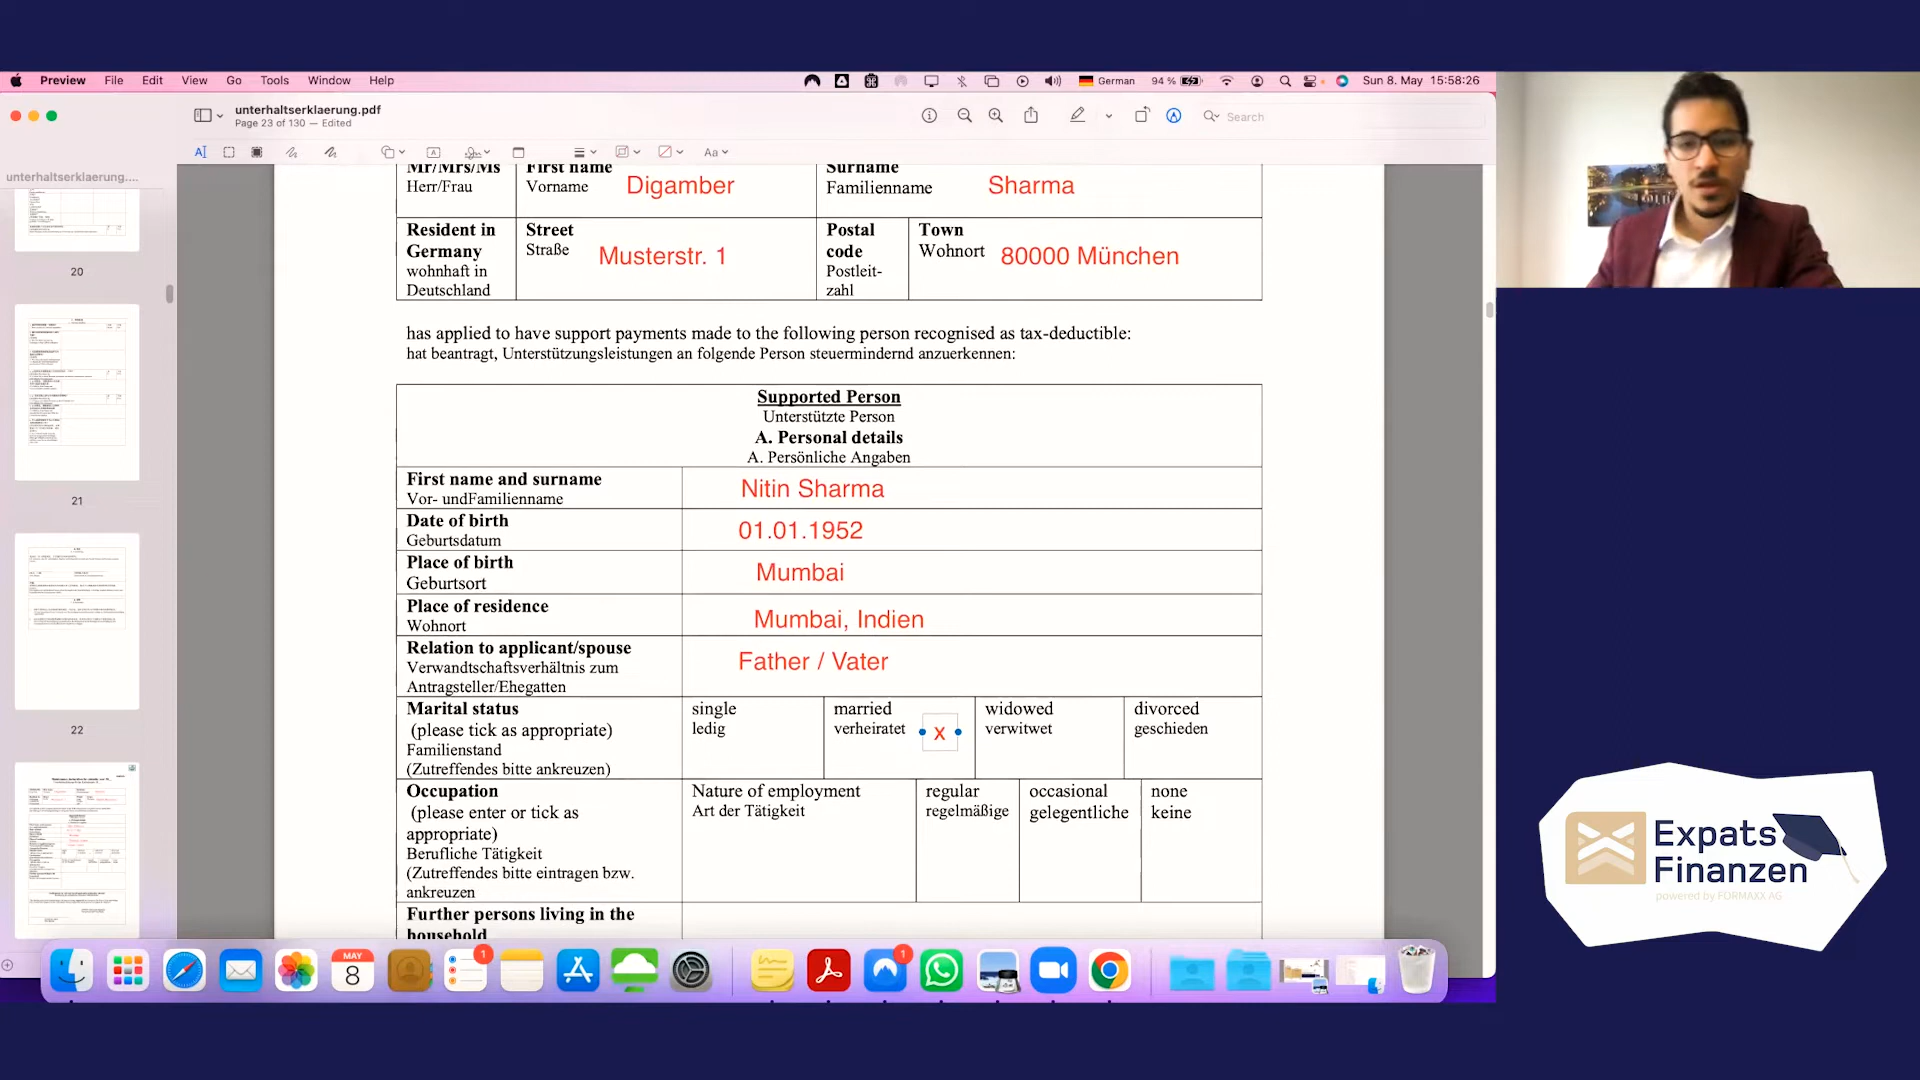 Preview File Edit View Go Tools Window Help
German 94 % Sun 8. May 15:58:26
unterhaltserklaerung.pdf
Page 23 of 130 — Edited
Search
unterhaltserklaerung....
20
21
22
Mr/Mrs/Ms First name Surname
Herr/Frau Vorname Digamber Familienname Sharma
Resident in Germany
wohnhaft in Deutschland
Street
Straße Musterstr. 1
Postal code
Postleit-
zahl
Town
Wohnort 80000 München
has applied to have support payments made to the following person recognised as tax-deductible:
hat beantragt, Unterstützungsleistungen an folgende Person steuermindernd anzuerkennen:
Supported Person
Unterstützte Person
A. Personal details
A. Persönliche Angaben
First name and surname
Vor- undFamilienname
Nitin Sharma
Date of birth
Geburtsdatum
01.01.1952
Place of birth
Geburtsort
Mumbai
Place of residence
Wohnort
Mumbai, Indien
Relation to applicant/spouse
Verwandtschaftsverhältnis zum
Antragsteller/Ehegatten
Father / Vater
Marital status
(please tick as appropriate)
Familienstand
(Zutreffendes bitte ankreuzen)
single
ledig
married
verheiratet x
widowed
verwitwet
divorced
geschieden
Occupation
(please enter or tick as
appropriate)
Berufliche Tätigkeit
(Zutreffendes bitte eintragen bzw.
ankreuzen
Nature of employment
Art der Tätigkeit
regular
regelmäßige
occasional
gelegentliche
none
keine
Further persons living in the
household
MAY
8
1
1
Expats
Finanzen
powered by FORMAXX AG